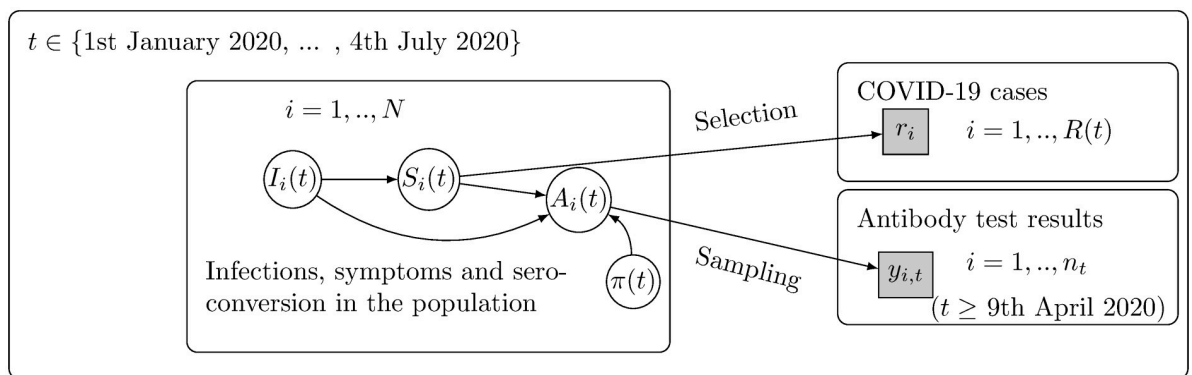 t ∈ {1st January 2020, ... , 4th July 2020}
i = 1, .., N
I_i(t)
S_i(t)
A_i(t)
π(t)
Infections, symptoms and sero-
conversion in the population
Selection
Sampling
COVID-19 cases
r_i
i = 1, .., R(t)
Antibody test results
y_{i,t}
i = 1, .., n_t
(t ≥ 9th April 2020)